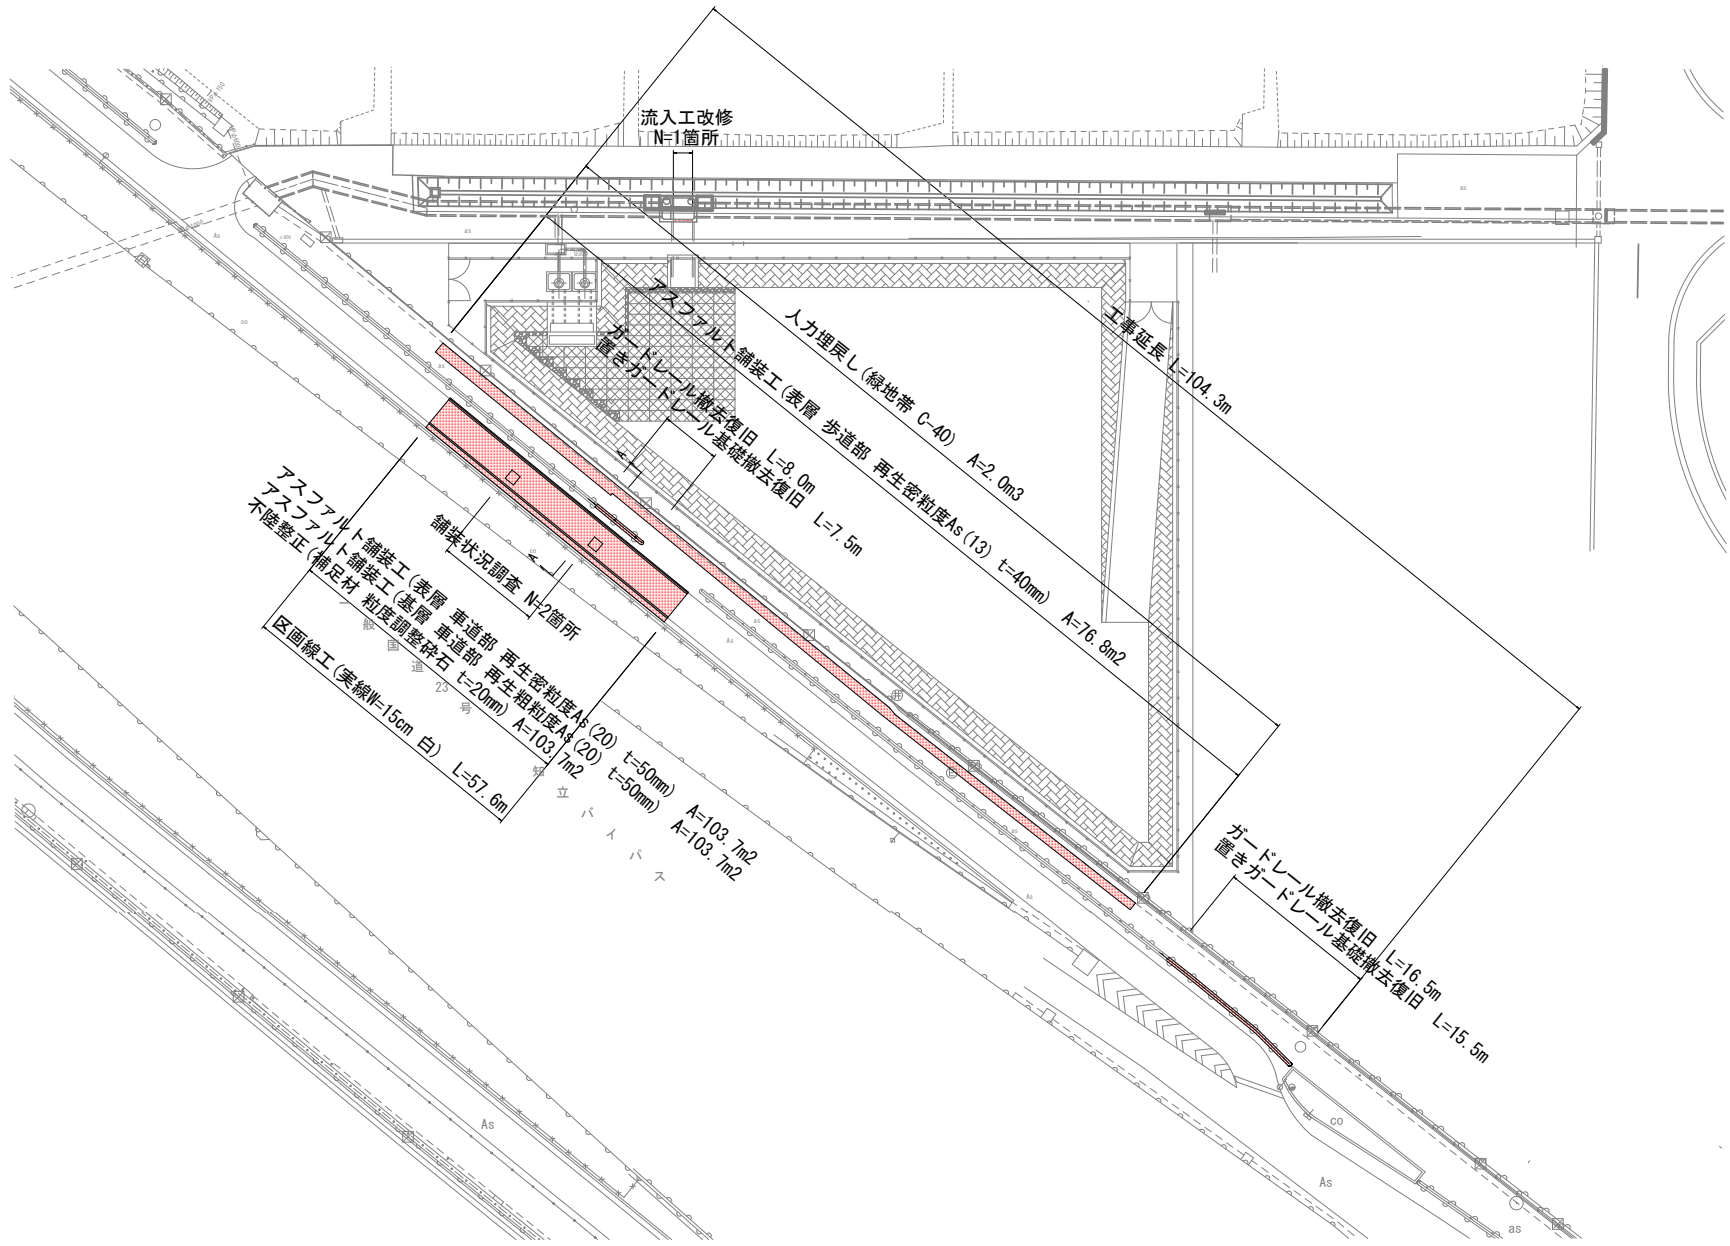 流入工改修
N=1箇所
工事延長 L=104.3m
人力埋戻し(緑地帯 C-40) A=2.0m3
アスファルト舗装工(表層 歩道部 再生密粒度As(13) t=40mm) A=76.8m2
ガードレール撤去復旧 L=8.0m
置きガードレール基礎撤去復旧 L=7.5m
舗装状況調査 N=2箇所
アスファルト舗装工(表層 車道部 再生密粒度As(20) t=50mm) A=103.7m2
アスファルト舗装工(基層 車道部 再生粗粒度As(20) t=50mm) A=103.7m2
不陸整正(補足材 粒度調整砕石 t=20mm) A=103.7m2
区画線工(実線W=15cm 白) L=57.6m
一般国道23号
知立バイパス
ガードレール撤去復旧 L=16.5m
置きガードレール基礎撤去復旧 L=15.5m
A
A
as
as
As
co
as
co
as
As
as
As
As
co
As
as